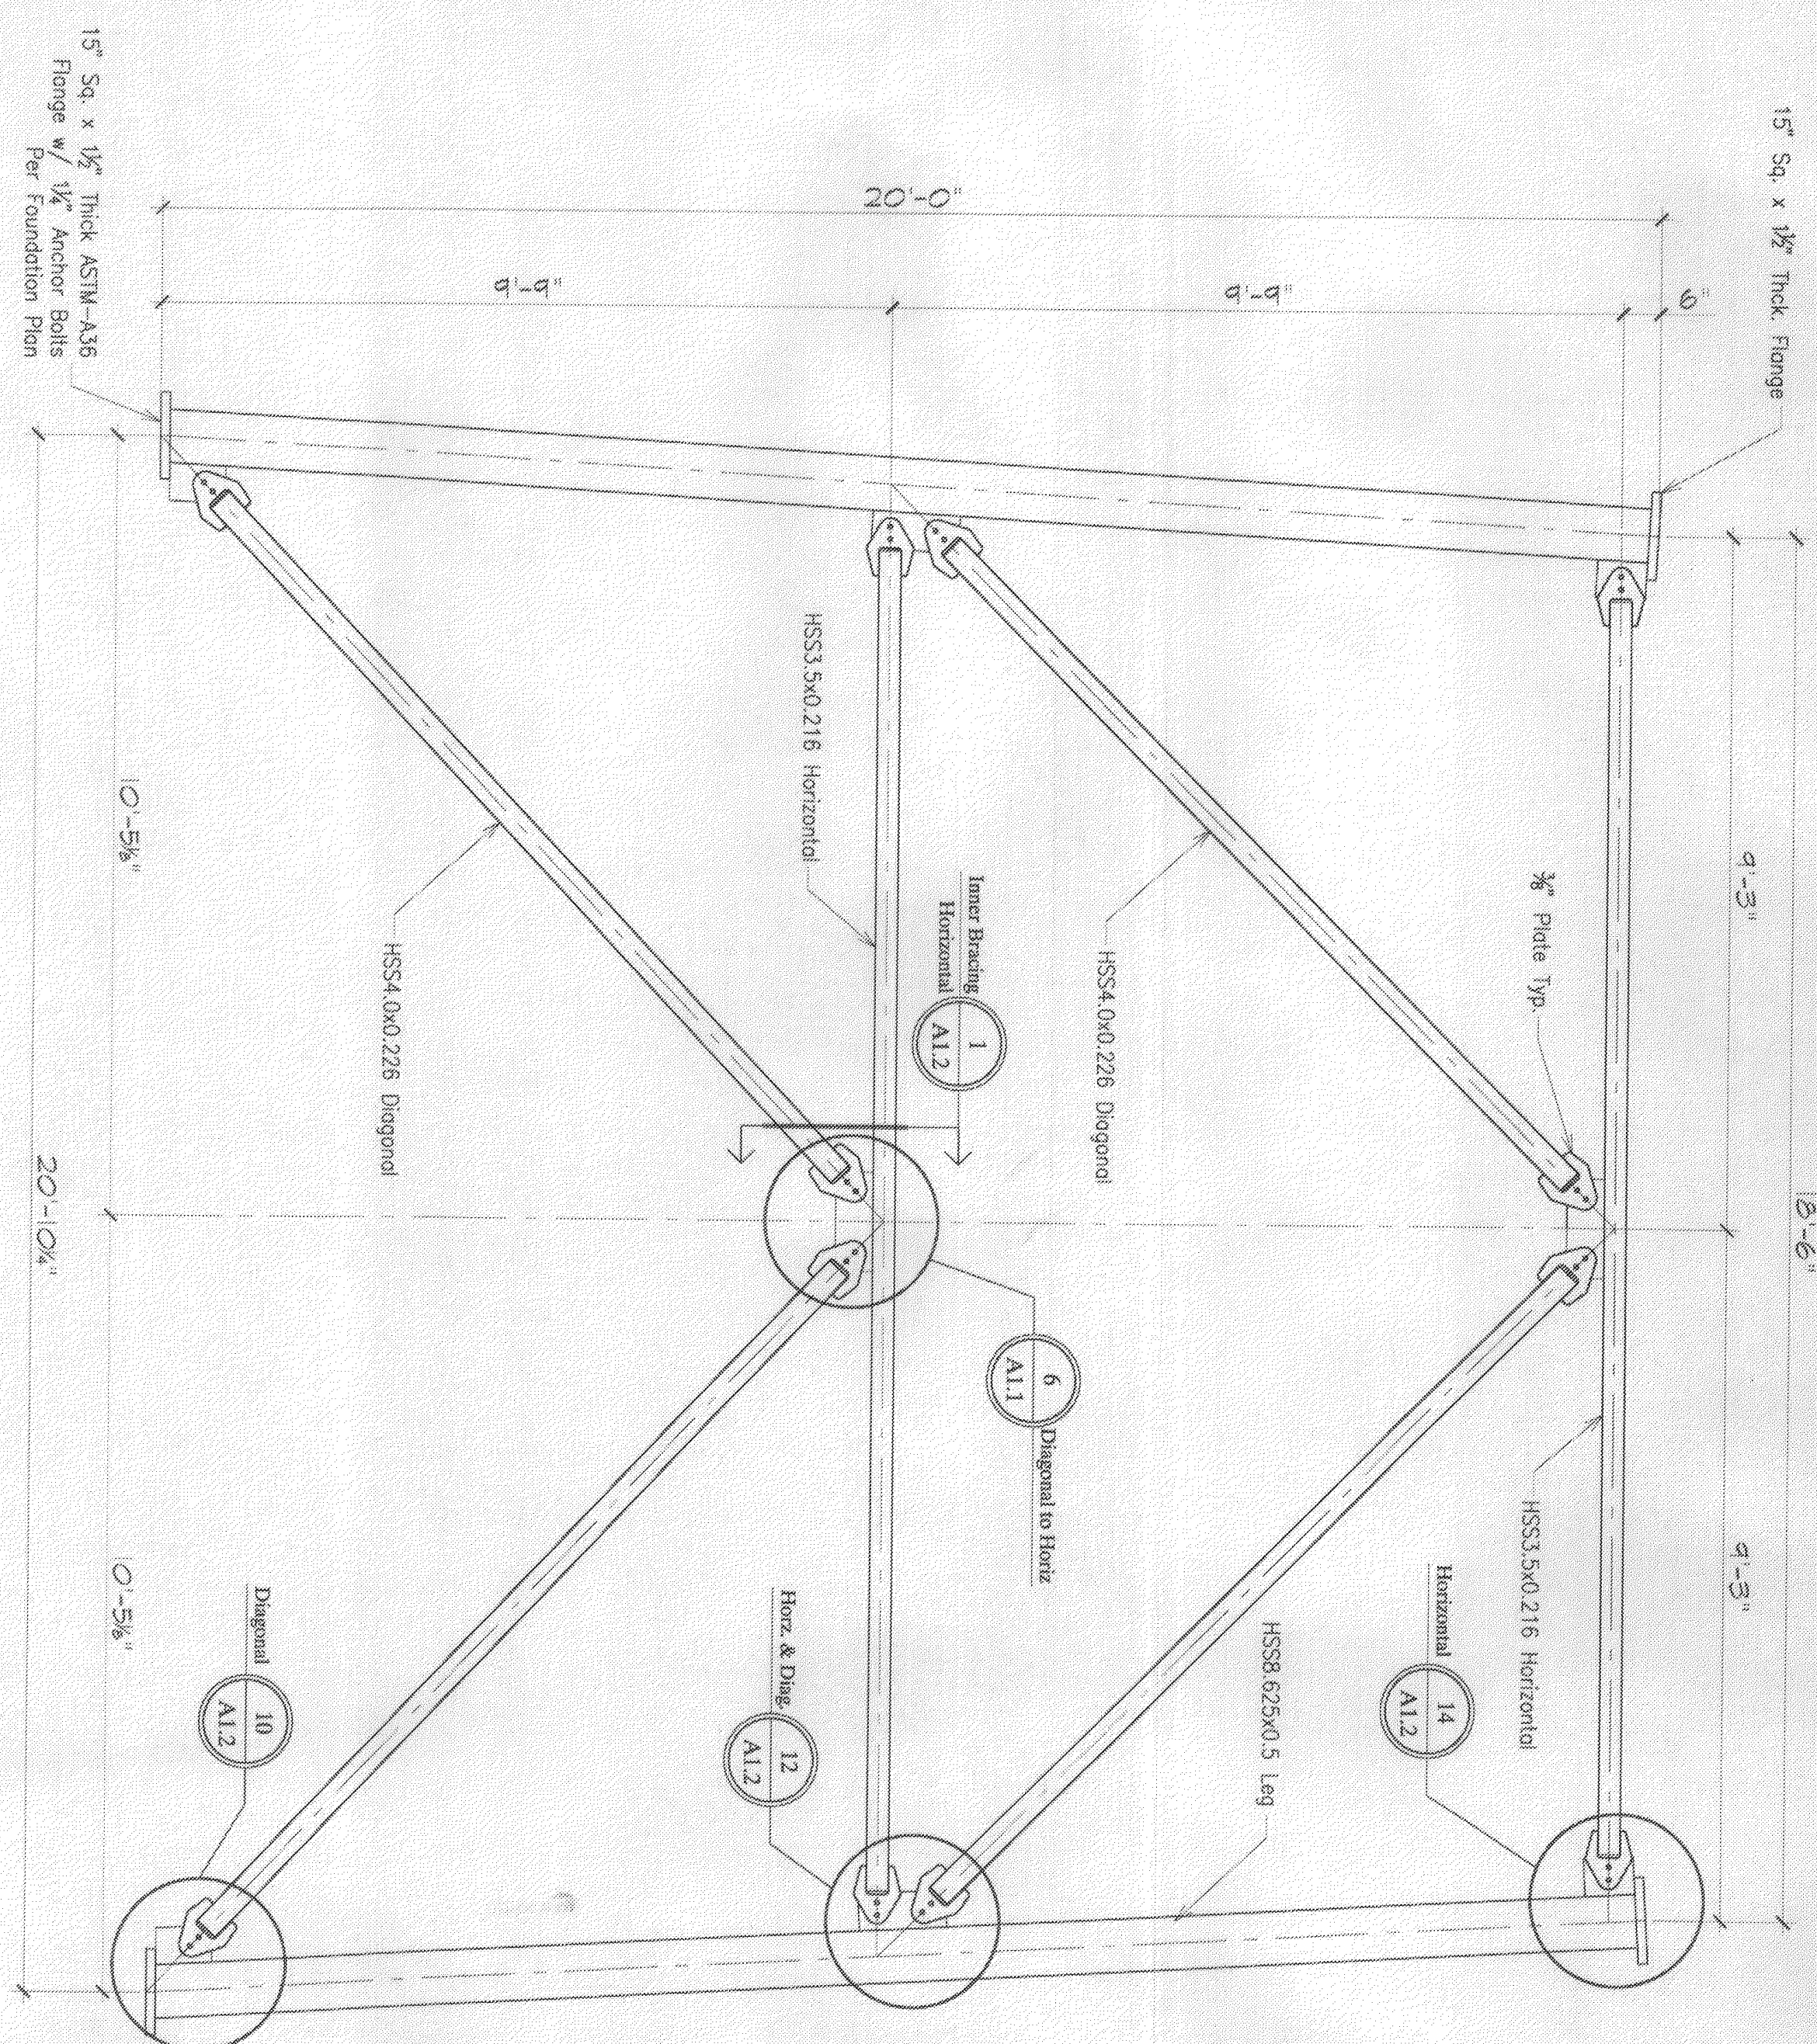 15" Sq. x 1½" Thck. Flange
18'-6"
9'-3"
9'-3"
6"
20'-0"
9'-9"
9'-9"
⅜" Plate Typ.
HSS3.5x0.216 Horizontal
Horizontal
14
A1.2
HSS4.0x0.226 Diagonal
HSS8.625x0.5 Leg
Inner Bracing
Horizontal
1
A1.2
6
A1.1
Diagonal to Horiz
HSS3.5x0.216 Horizontal
Horz. & Diag.
12
A1.2
HSS4.0x0.226 Diagonal
Diagonal
10
A1.2
15" Sq. x 1½" Thick ASTM-A36
Flange w/ 1¼" Anchor Bolts
Per Foundation Plan
10'-5⅛"
10'-5⅛"
20'-10¼"